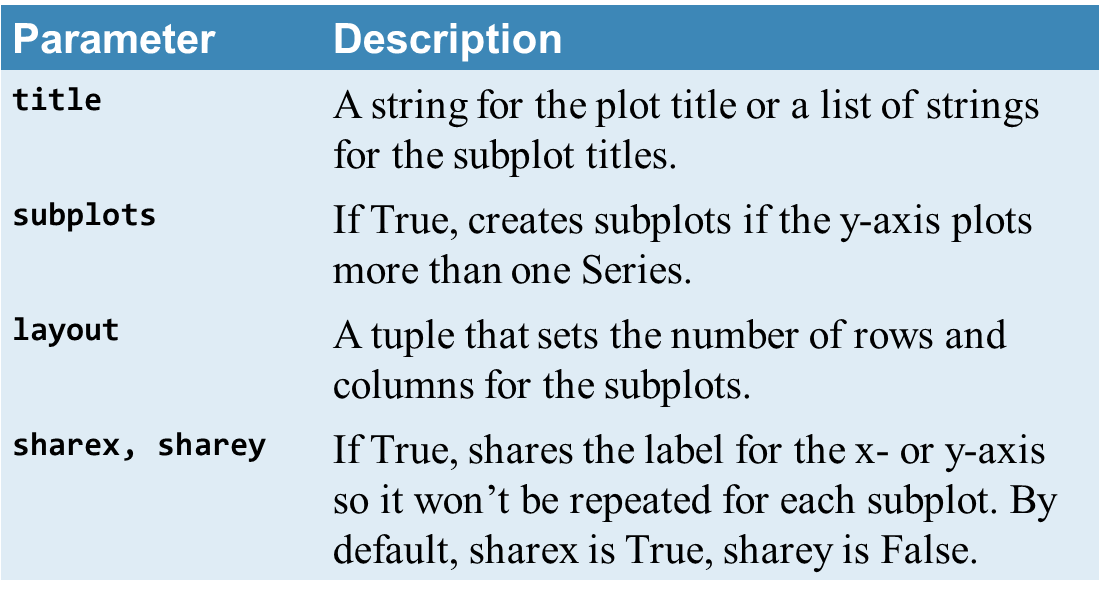 Parameter Description
title A string for the plot title or a list of strings
for the subplot titles.
subplots If True, creates subplots if the y-axis plots
more than one Series.
layout A tuple that sets the number of rows and
columns for the subplots.
sharex, sharey If True, shares the label for the x- or y-axis
so it won’t be repeated for each subplot. By
default, sharex is True, sharey is False.